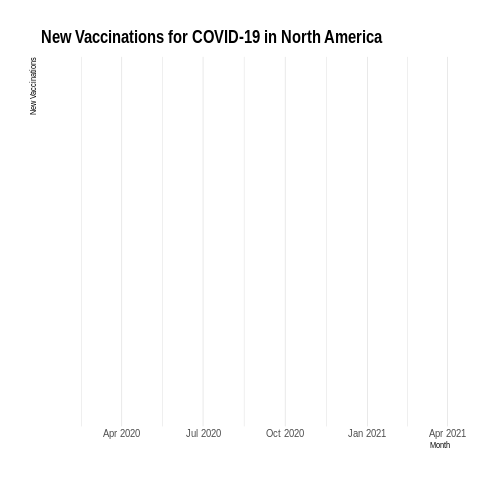 New Vaccinations for COVID-19 in North America
New Vaccinations
Apr 2020 Jul 2020 Oct 2020 Jan 2021 Apr 2021
Month